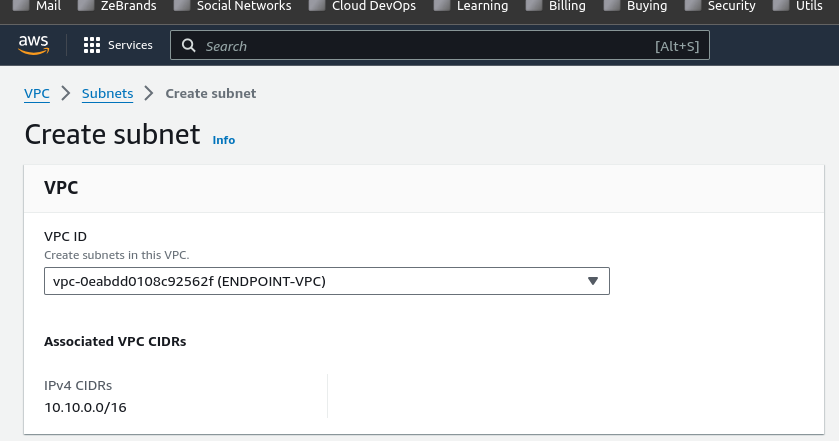 Mail ZeBrands Social Networks Cloud DevOps Learning Billing Buying Security Utils
aws Services Search [Alt+S]
VPC Subnets Create subnet
Create subnet Info
VPC
VPC ID
Create subnets in this VPC.
vpc-0eabdd0108c92562f (ENDPOINT-VPC)
Associated VPC CIDRs
IPv4 CIDRs
10.10.0.0/16